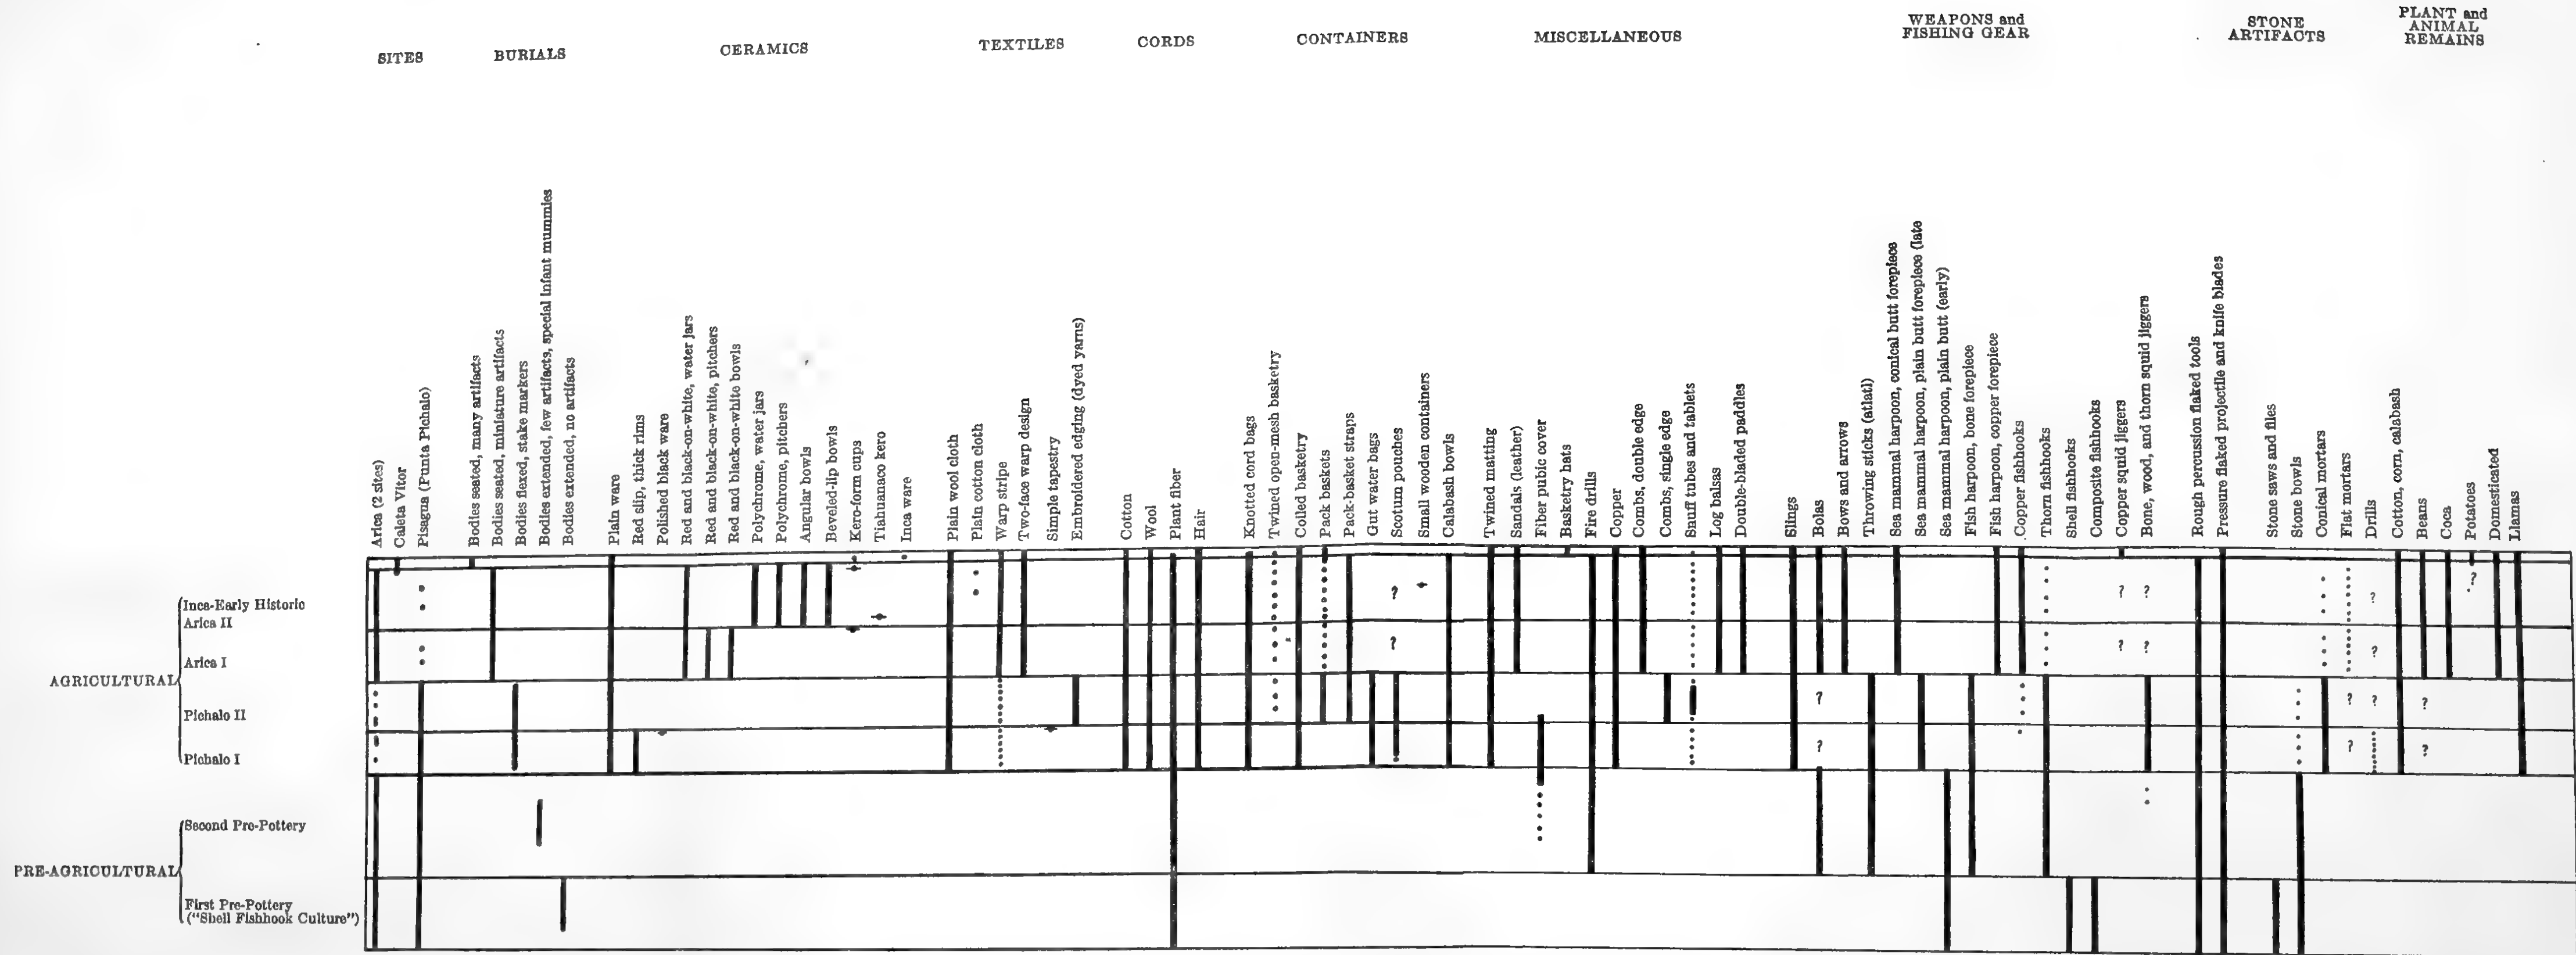 SITES
BURIALS
CERAMICS
TEXTILES
CORDS
CONTAINERS
MISCELLANEOUS
WEAPONS and
FISHING GEAR
STONE
ARTIFACTS
PLANT and
ANIMAL
REMAINS
Arica (2 sites)
Caleta Vitor
Pisagua (Punta Pichalo)
Bodies seated, many artifacts
Bodies seated, miniature artifacts
Bodies flexed, stake markers
Bodies extended, few artifacts, special infant mummies
Bodies extended, no artifacts
Plain ware
Red slip, thick rims
Polished black ware
Red and black-on-white, water jars
Red and black-on-white, pitchers
Red and black-on-white bowls
Polychrome, water jars
Polychrome, pitchers
Angular bowls
Beveled-lip bowls
Kero-form cups
Tiahuanaco kero
Inca ware
Plain wool cloth
Plain cotton cloth
Warp stripe
Two-face warp design
Simple tapestry
Embroidered edging (dyed yarns)
Cotton
Wool
Plant fiber
Hair
Knotted cord bags
Twined open-mesh basketry
Coiled basketry
Pack baskets
Pack-basket straps
Gut water bags
Scotum pouches
Small wooden containers
Calabash bowls
Twined matting
Sandals (leather)
Fiber pubic cover
Basketry hats
Fire drills
Copper
Combs, double edge
Combs, single edge
Snuff tubes and tablets
Log balsas
Double-bladed paddles
Slings
Bolas
Bows and arrows
Throwing sticks (atlatl)
Sea mammal harpoon, conical butt forepiece
Sea mammal harpoon, plain butt forepiece (late
Sea mammal harpoon, plain butt (early)
Fish harpoon, bone forepiece
Fish harpoon, copper forepiece
Copper fishhooks
Thorn fishhooks
Shell fishhooks
Composite fishhooks
Copper squid jiggers
Bone, wood, and thorn squid jiggers
Rough percussion flaked tools
Pressure flaked projectile and knife blades
Stone saws and files
Stone bowls
Conical mortars
Flat mortars
Drills
Cotton, corn, calabash
Beans
Coca
Potatoes
Domesticated
Llamas
AGRICULTURAL
Inca-Early Historic
Arica II
Arica I
Pichalo II
Pichalo I
PRE-AGRICULTURAL
Second Pre-Pottery
First Pre-Pottery
("Shell Fishhook Culture")
? ? ? ? ?
? ? ? ?
? ? ? ?
? ? ?